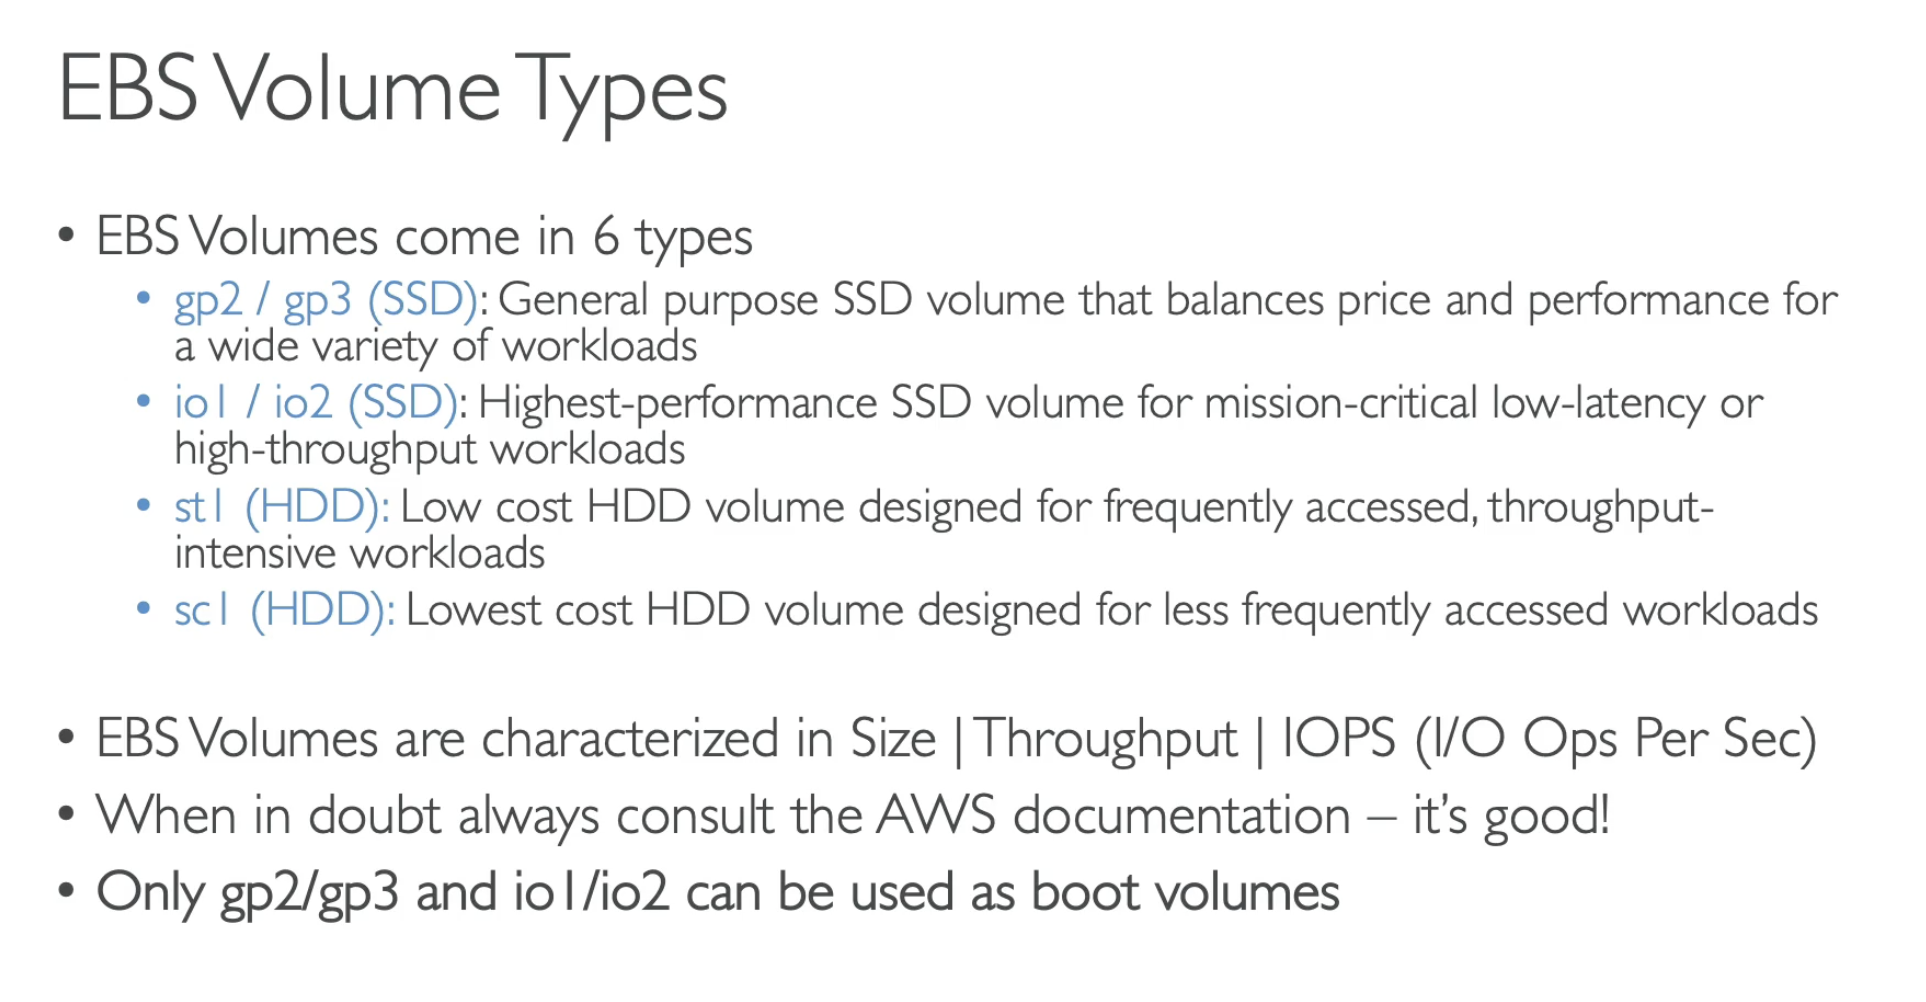 EBS Volume Types
• EBS Volumes come in 6 types
• gp2 / gp3 (SSD): General purpose SSD volume that balances price and performance for
a wide variety of workloads
• io1 / io2 (SSD): Highest-performance SSD volume for mission-critical low-latency or
high-throughput workloads
• st1 (HDD): Low cost HDD volume designed for frequently accessed, throughput-
intensive workloads
• sc1 (HDD): Lowest cost HDD volume designed for less frequently accessed workloads
• EBS Volumes are characterized in Size | Throughput | IOPS (I/O Ops Per Sec)
• When in doubt always consult the AWS documentation – it’s good!
• Only gp2/gp3 and io1/io2 can be used as boot volumes